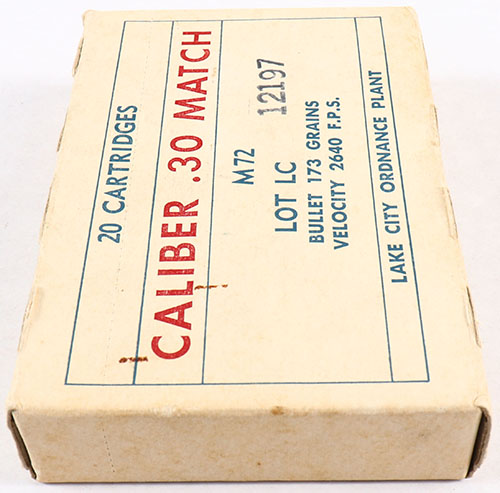 20 CARTRIDGES
CALIBER .30 MATCH
M72
LOT LC 12197
BULLET 173 GRAINS
VELOCITY 2640 F.P.S.
LAKE CITY ORDNANCE PLANT